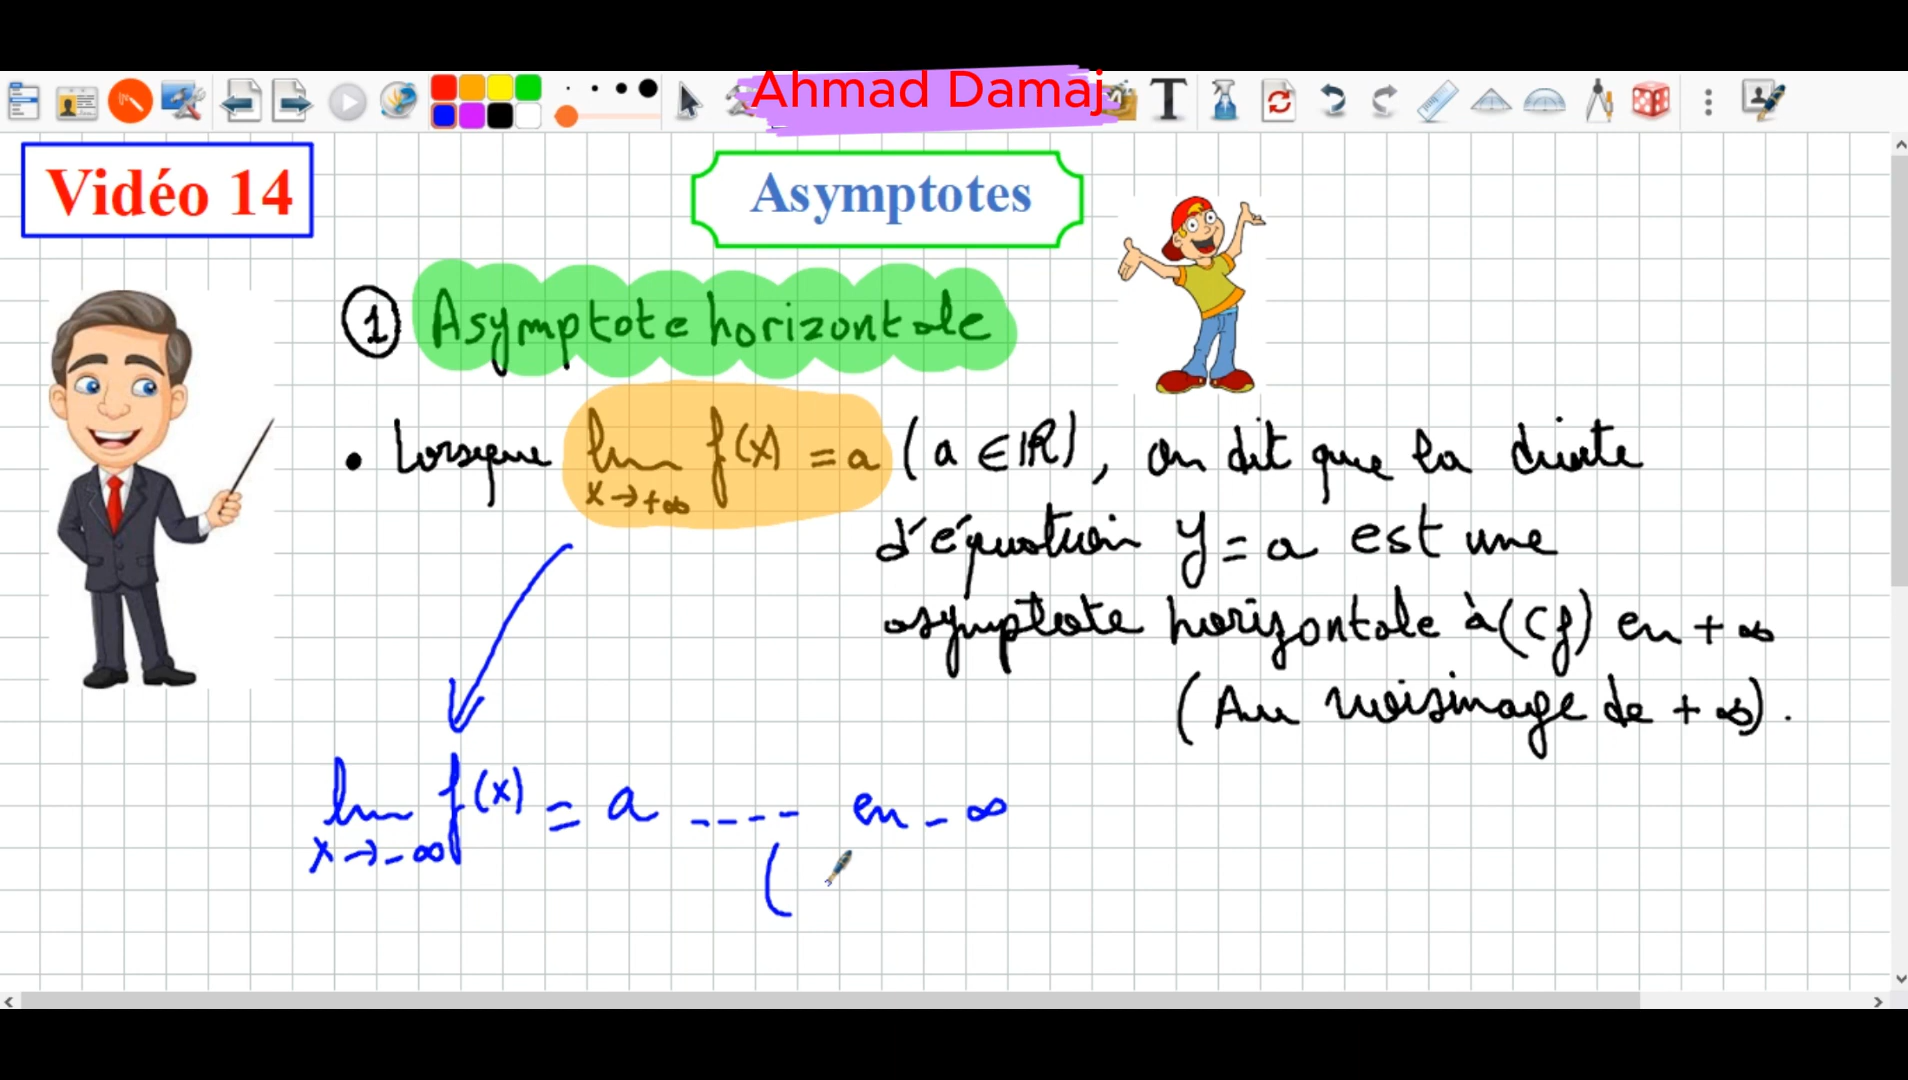 Ahmad Damaj
Vidéo 14
Asymptotes
① Asymptote horizontale
• Lorsque lim f(x) = a (a ∈ ℝ), on dit que la droite
x→+∞
d'équation y = a est une
asymptote horizontale à (Cf) en +∞
(Au voisinage de +∞).
lim f(x) = a ---- en -∞
x→-∞
(